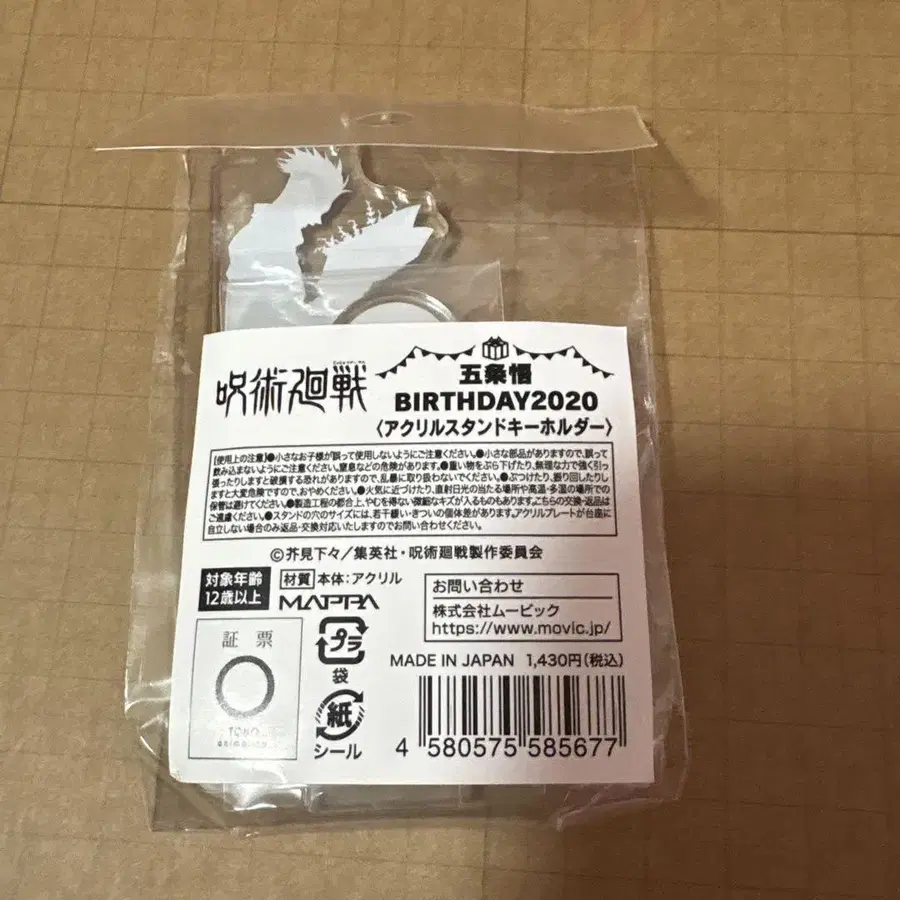 呪術廻戦
五条悟
BIRTHDAY2020
〈アクリルスタンドキーホルダー〉
【使用上の注意】●小さなお子様が誤って使用しないようにご注意ください。●小さな部品がありますので、誤って
飲み込まないようにご注意ください。窒息などの危険があります。●重い物をぶら下げたり、無理な力で強く引っ
張ったりしますと破損する恐れがありますので、乱暴に取り扱わないでください。●ぶつけたり、振り回したりし
ますと大変危険ですので、おやめください。●火気に近づけたり、直射日光の当たる場所や高温・多湿の場所での
保管は避けてください。●製造工程の都合上、やむを得ない微細なキズが入るものもあります。こちらの交換・返品は
ご遠慮ください。●スタンドの穴のサイズには、若干緩い・きついの個体差があります。アクリルプレートが台座に
自立しない場合のみ返品・交換対応いたしますのでお問い合わせください。
©芥見下々／集英社・呪術廻戦製作委員会
対象年齢
12歳以上
材質 本体：アクリル
MAPPA
お問い合わせ
株式会社ムービック
https://www.movic.jp/
証票
プラ
袋
紙
シール
MADE IN JAPAN 1,430円(税込)
4 580575 585677